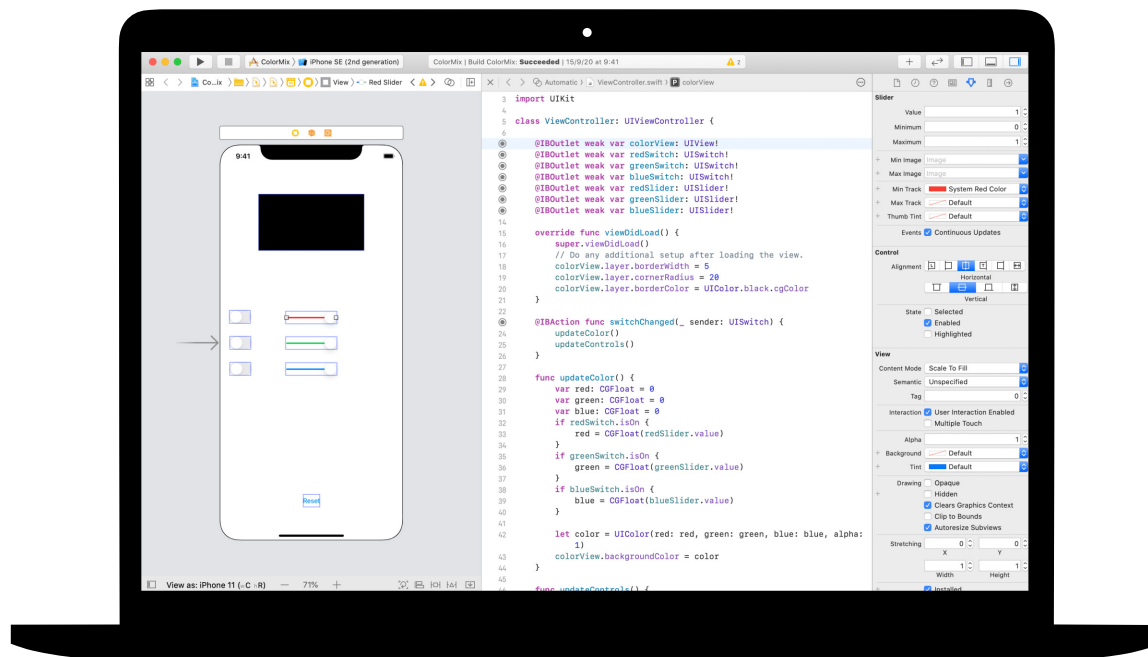 ColorMix 〉 iPhone SE (2nd generation)
ColorMix | Build ColorMix: Succeeded | 15/9/20 at 9:41
2
Co...ix 〉 View 〉 Red Slider
Automatic 〉 ViewController.swift 〉 P colorView
9:41
Reset
View as: iPhone 11 (wC hR) — 71% +
3 import UIKit
4
5 class ViewController: UIViewController {
6
@IBOutlet weak var colorView: UIView!
@IBOutlet weak var redSwitch: UISwitch!
@IBOutlet weak var greenSwitch: UISwitch!
@IBOutlet weak var blueSwitch: UISwitch!
@IBOutlet weak var redSlider: UISlider!
@IBOutlet weak var greenSlider: UISlider!
@IBOutlet weak var blueSlider: UISlider!
14
15 override func viewDidLoad() {
16 super.viewDidLoad()
17 // Do any additional setup after loading the view.
18 colorView.layer.borderWidth = 5
19 colorView.layer.cornerRadius = 20
20 colorView.layer.borderColor = UIColor.black.cgColor
21 }
22
@IBAction func switchChanged(_ sender: UISwitch) {
24 updateColor()
25 updateControls()
26 }
27
28 func updateColor() {
29 var red: CGFloat = 0
30 var green: CGFloat = 0
31 var blue: CGFloat = 0
32 if redSwitch.isOn {
33 red = CGFloat(redSlider.value)
34 }
35 if greenSwitch.isOn {
36 green = CGFloat(greenSlider.value)
37 }
38 if blueSwitch.isOn {
39 blue = CGFloat(blueSlider.value)
40 }
41
42 let color = UIColor(red: red, green: green, blue: blue, alpha:
1)
43 colorView.backgroundColor = color
44 }
45
46 func updateControls() {
Slider
Value 1
Minimum 0
Maximum 1
+ Min Image Image
+ Max Image Image
+ Min Track System Red Color
+ Max Track Default
+ Thumb Tint Default
Events Continuous Updates
Control
Alignment
Horizontal
Vertical
State Selected
Enabled
Highlighted
View
Content Mode Scale To Fill
Semantic Unspecified
Tag 0
Interaction User Interaction Enabled
Multiple Touch
Alpha 1
+ Background Default
+ Tint Default
Drawing Opaque
+ Hidden
Clears Graphics Context
Clip to Bounds
Autoresize Subviews
Stretching 0 0
X Y
1 1
Width Height
+ Installed